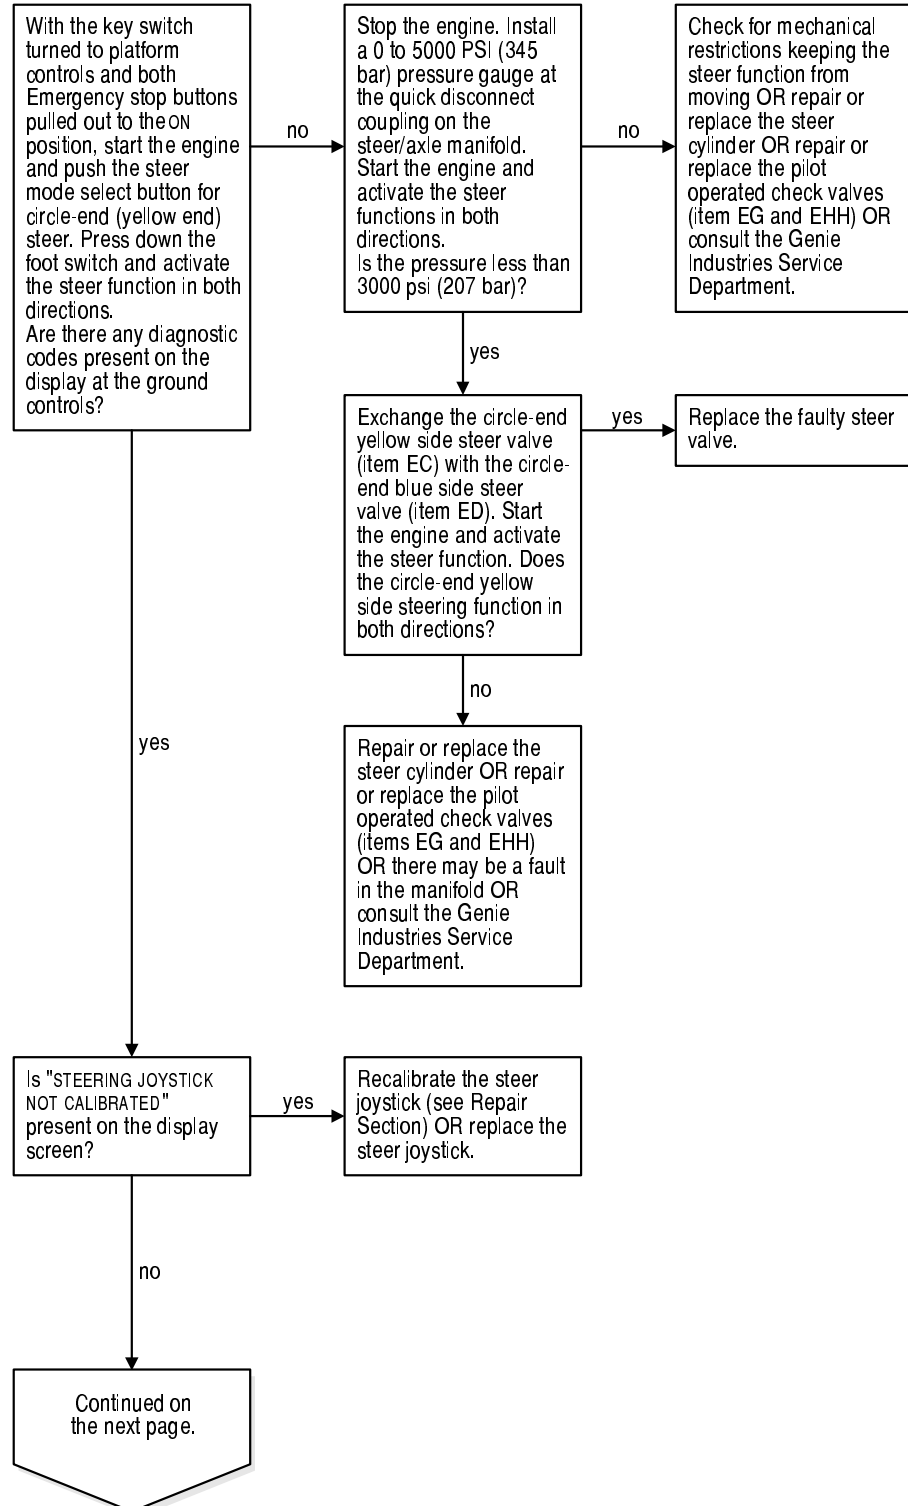 With the key switch
turned to platform
controls and both
Emergency stop buttons
pulled out to the ON
position, start the engine
and push the steer
mode select button for
circle-end (yellow end)
steer. Press down the
foot switch and activate
the steer function in both
directions.
Are there any diagnostic
codes present on the
display at the ground
controls?
no
Stop the engine. Install
a 0 to 5000 PSI (345
bar) pressure gauge at
the quick disconnect
coupling on the
steer/axle manifold.
Start the engine and
activate the steer
functions in both
directions.
Is the pressure less than
3000 psi (207 bar)?
no
Check for mechanical
restrictions keeping the
steer function from
moving OR repair or
replace the steer
cylinder OR repair or
replace the pilot
operated check valves
(item EG and EHH) OR
consult the Genie
Industries Service
Department.
yes
Exchange the circle-end
yellow side steer valve
(item EC) with the circle-
end blue side steer
valve (item ED). Start
the engine and activate
the steer function. Does
the circle-end yellow
side steering function in
both directions?
yes
Replace the faulty steer
valve.
no
Repair or replace the
steer cylinder OR repair
or replace the pilot
operated check valves
(items EG and EHH)
OR there may be a fault
in the manifold OR
consult the Genie
Industries Service
Department.
yes
Is "STEERING JOYSTICK
NOT CALIBRATED"
present on the display
screen?
yes
Recalibrate the steer
joystick (see Repair
Section) OR replace the
steer joystick.
no
Continued on
the next page.